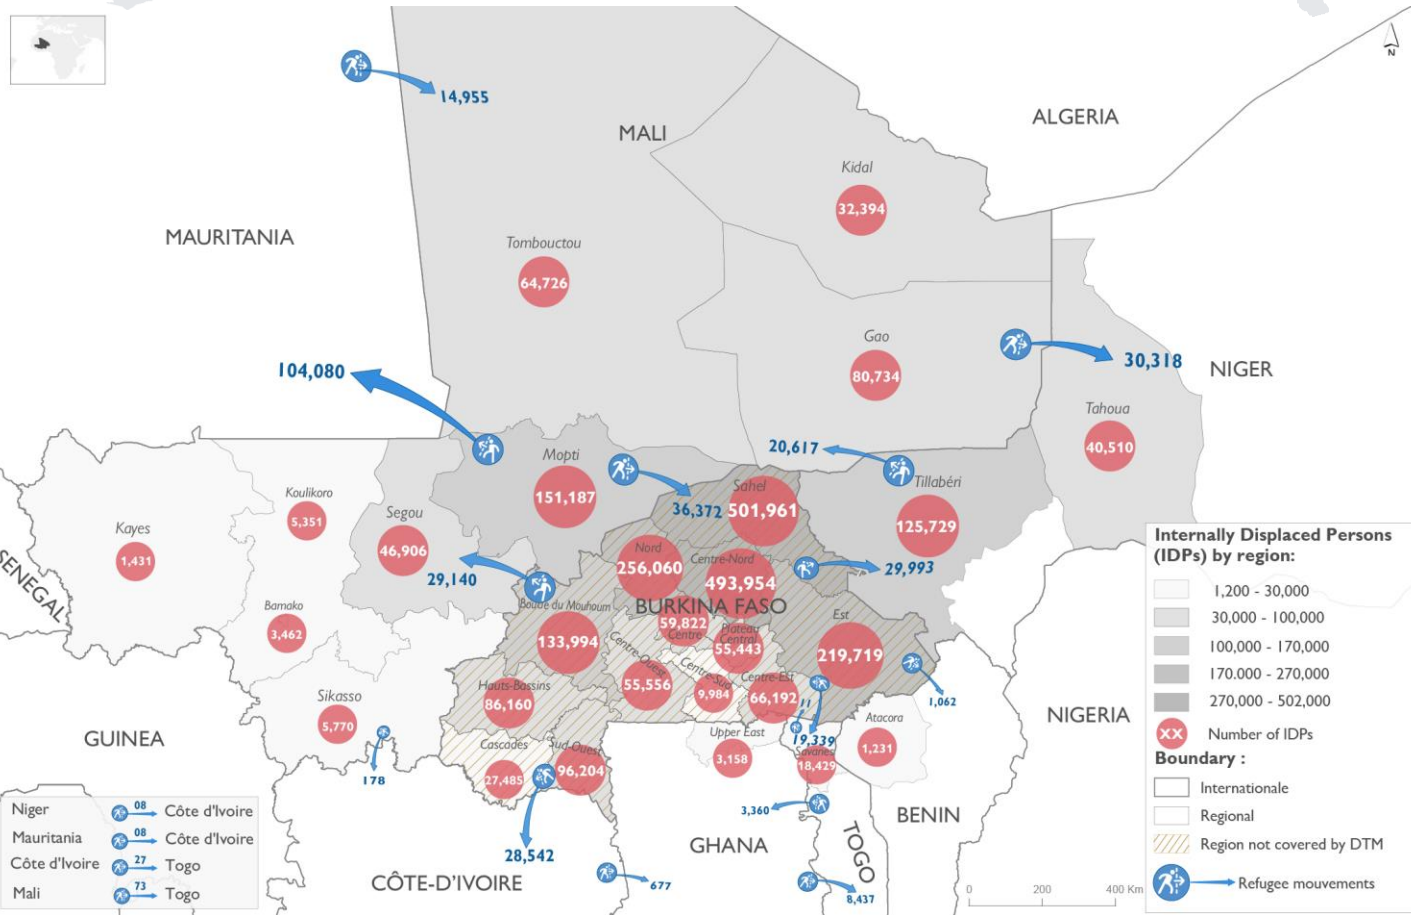 N
14,955
MALI
ALGERIA
Kidal
32,394
MAURITANIA
Tombouctou
64,726
Gao
80,734
30,318
NIGER
104,080
Tahoua
40,510
20,617
Mopti
151,187
Tillabéri
125,729
Sahel
501,961
36,372
Koulikoro
5,351
Kayes
1,431
Segou
46,906
SENEGAL
29,140
Nord
256,060
Centre-Nord
493,954
29,993
Bamako
3,462
Boucle du Mouhoum
133,994
BURKINA FASO
59,822
Centre
Plateau
Central
55,443
Est
219,719
Centre-Ouest
55,556
Centre-Sud
9,984
Centre-Est
66,192
1,062
Hauts-Bassins
86,160
Sikasso
5,770
178
GUINEA
Cascades
27,485
Sud-Ouest
96,204
11
19,339
Upper East
3,158
Savanes
18,429
Atacora
1,231
NIGERIA
BENIN
3,360
TOGO
GHANA
28,542
CÔTE-D'IVOIRE
677
8,437
Niger 08 Côte d'Ivoire
Mauritania 08 Côte d'Ivoire
Côte d'Ivoire 27 Togo
Mali 73 Togo
0 200 400 Km
Internally Displaced Persons
(IDPs) by region:
1,200 - 30,000
30,000 - 100,000
100,000 - 170,000
170.000 - 270,000
270,000 - 502,000
XX Number of IDPs
Boundary :
Internationale
Regional
Region not covered by DTM
Refugee mouvements